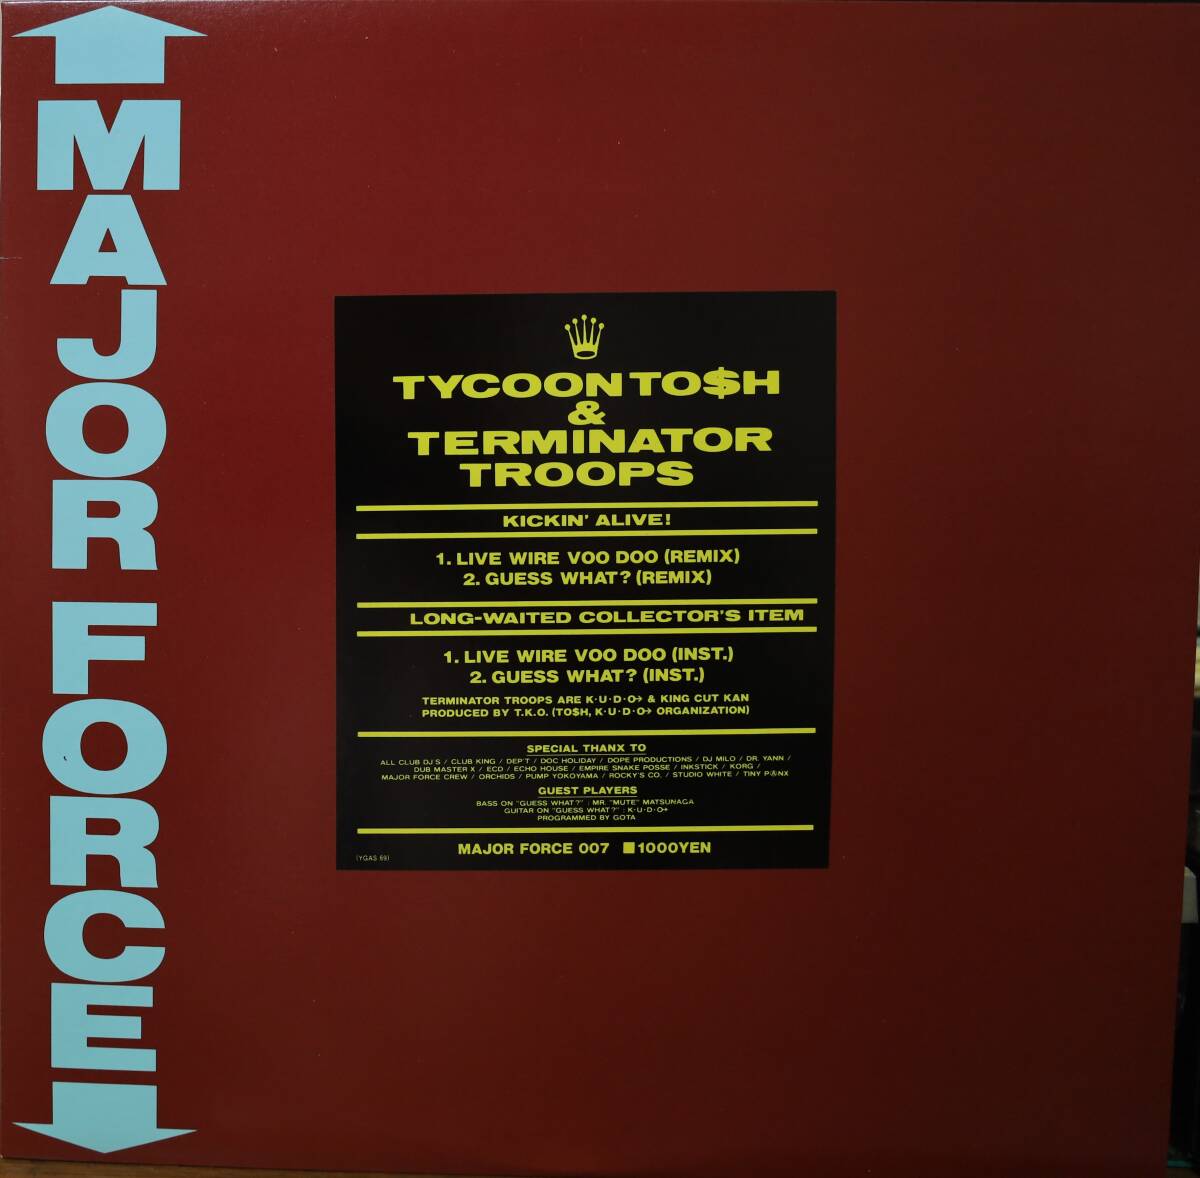 MAJOR FORCE
TYCOON TO$H
&
TERMINATOR
TROOPS
KICKIN' ALIVE!
1. LIVE WIRE VOO DOO (REMIX)
2. GUESS WHAT? (REMIX)
LONG-WAITED COLLECTOR'S ITEM
1. LIVE WIRE VOO DOO (INST.)
2. GUESS WHAT? (INST.)
TERMINATOR TROOPS ARE K·U·D·O→ & KING CUT KAN
PRODUCED BY T.K.O. (TO$H, K·U·D·O→ ORGANIZATION)
SPECIAL THANX TO
ALL CLUB DJ'S / CLUB KING / DEP'T / DOC HOLIDAY / DOPE PRODUCTIONS / DJ MILO / DR. YANN /
DUB MASTER X / ECD / ECHO HOUSE / EMPIRE SNAKE POSSE / INKSTICK / KORG /
MAJOR FORCE CREW / ORCHIDS / PUMP YOKOYAMA / ROCKY'S CO. / STUDIO WHITE / TINY PⒶNX
GUEST PLAYERS
BASS ON "GUESS WHAT?" : MR. "MUTE" MATSUNAGA
GUITAR ON "GUESS WHAT?" : K·U·D·O→
PROGRAMMED BY GOTA
(YGAS 69)
MAJOR FORCE 007 ■1000YEN